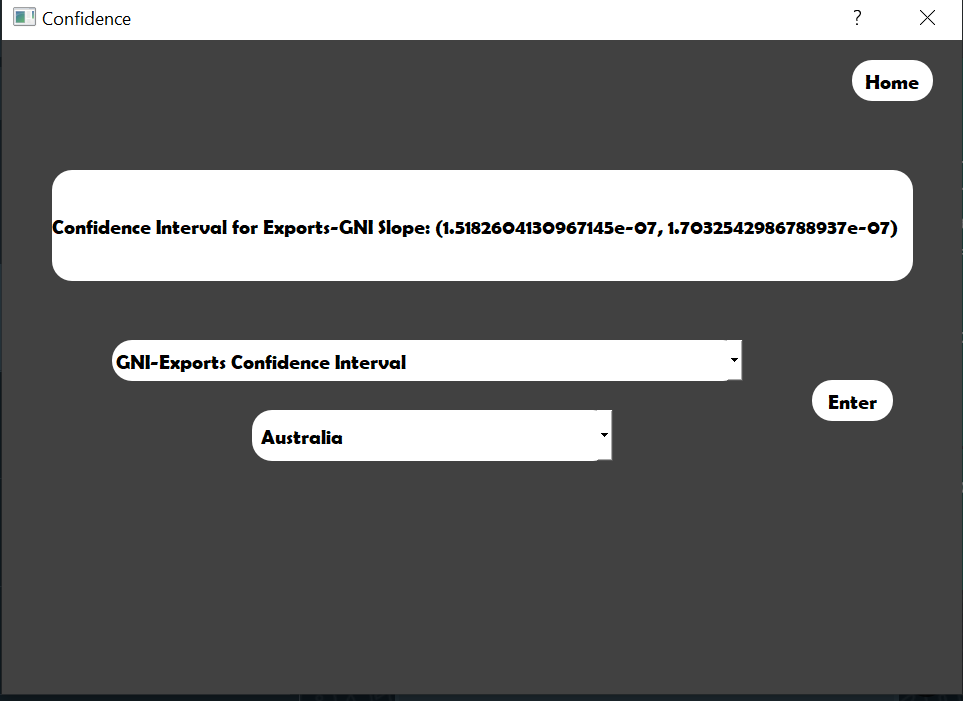 Confidence
?
Home
Confidence Interval for Exports-GNI Slope: (1.5182604130967145e-07, 1.7032542986788937e-07)
GNI-Exports Confidence Interval
Enter
Australia